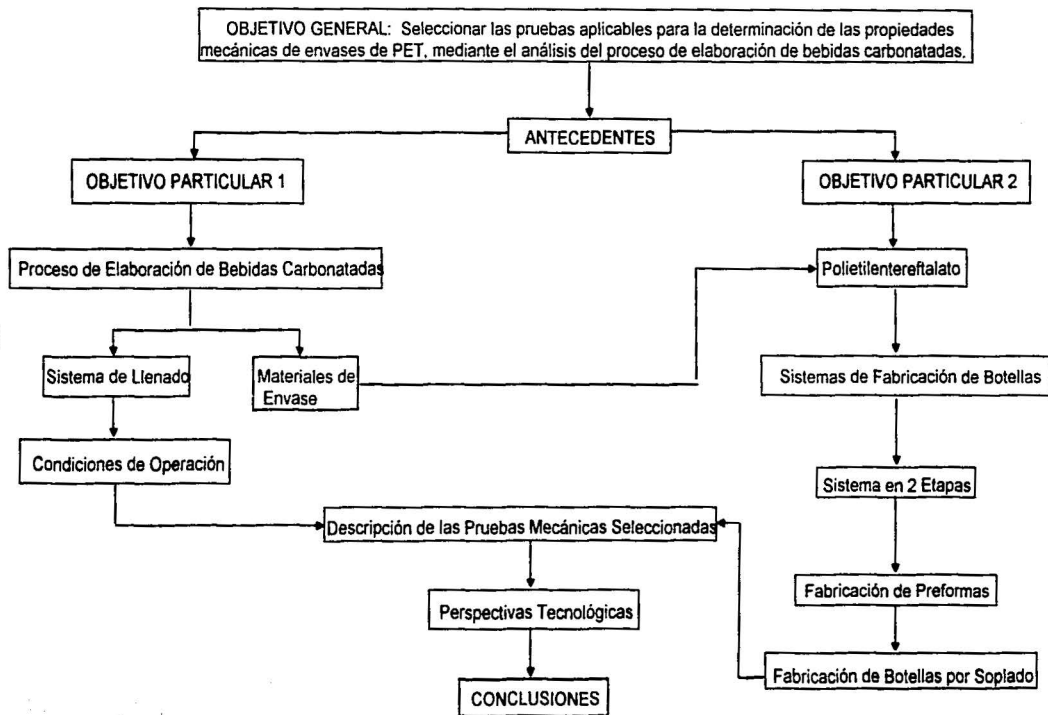 OBJETIVO GENERAL: Seleccionar las pruebas aplicables para la determinación de las propiedades
mecánicas de envases de PET, mediante el análisis del proceso de elaboración de bebidas carbonatadas.
ANTECEDENTES
OBJETIVO PARTICULAR 1
OBJETIVO PARTICULAR 2
Proceso de Elaboración de Bebidas Carbonatadas
Polietilentereftalato
Sistema de Llenado
Materiales de
Envase
Sistemas de Fabricación de Botellas
Condiciones de Operación
Sistema en 2 Etapas
Descripción de las Pruebas Mecánicas Seleccionadas
Fabricación de Preformas
Perspectivas Tecnológicas
Fabricación de Botellas por Soplado
CONCLUSIONES